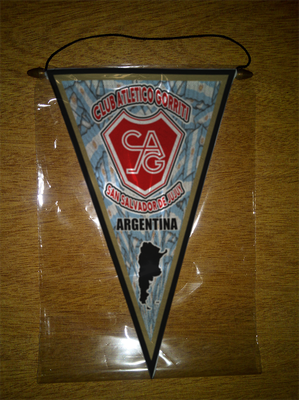 CLUB ATLETICO GORRITI
CAG
SAN SALVADOR DE JUJUY
ARGENTINA